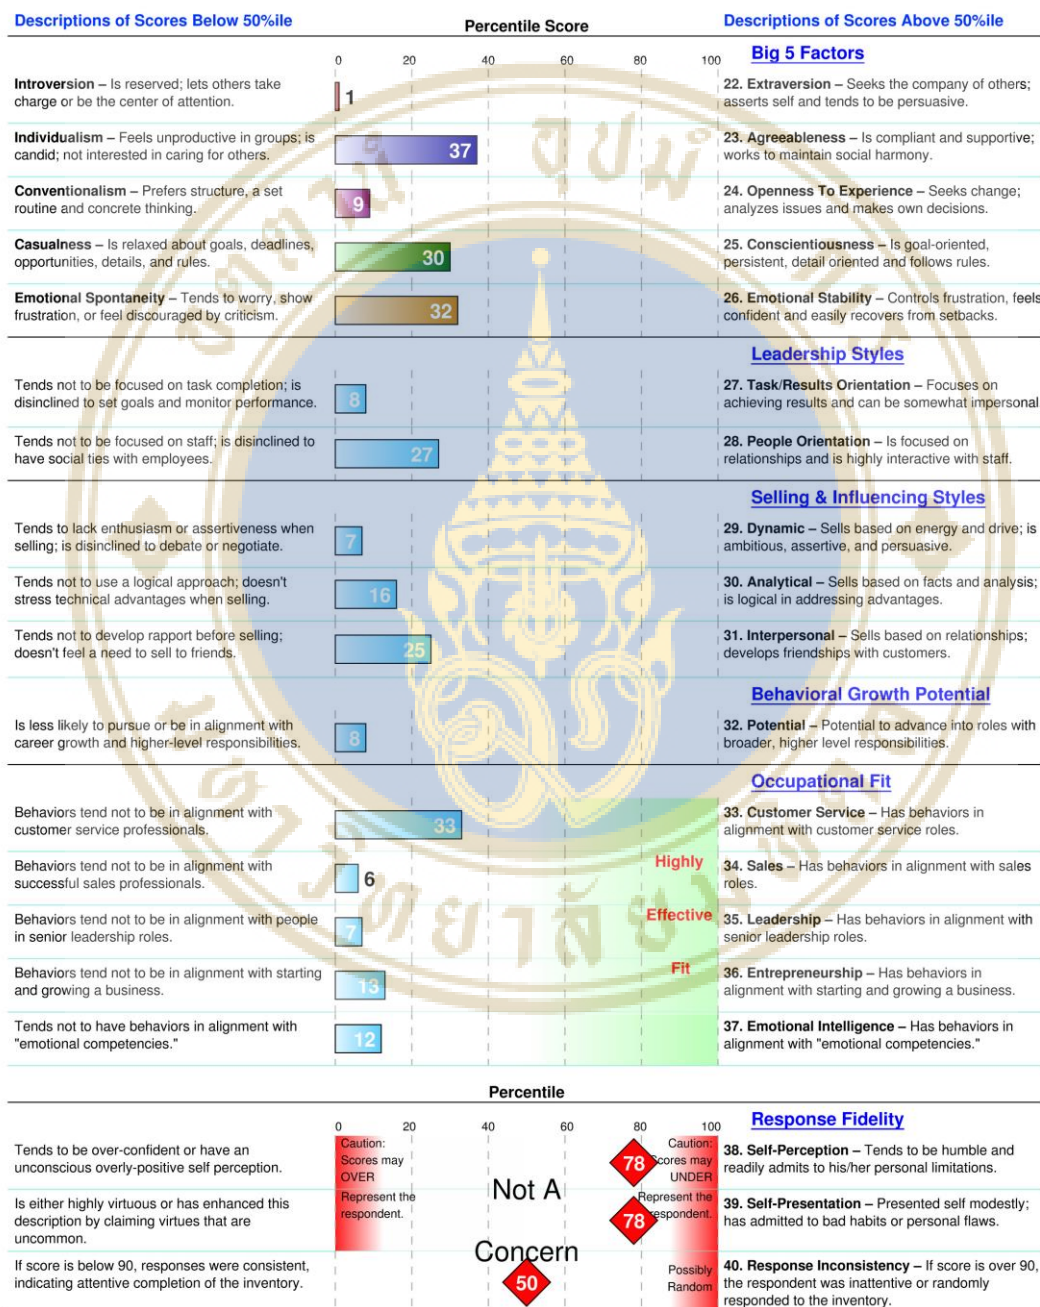 Descriptions of Scores Below 50%ile
Percentile Score
Descriptions of Scores Above 50%ile
0 20 40 60 80 100
Big 5 Factors
Introversion – Is reserved; lets others take
charge or be the center of attention.
1
22. Extraversion – Seeks the company of others;
asserts self and tends to be persuasive.
Individualism – Feels unproductive in groups; is
candid; not interested in caring for others.
37
23. Agreeableness – Is compliant and supportive;
works to maintain social harmony.
Conventionalism – Prefers structure, a set
routine and concrete thinking.
9
24. Openness To Experience – Seeks change;
analyzes issues and makes own decisions.
Casualness – Is relaxed about goals, deadlines,
opportunities, details, and rules.
30
25. Conscientiousness – Is goal-oriented,
persistent, detail oriented and follows rules.
Emotional Spontaneity – Tends to worry, show
frustration, or feel discouraged by criticism.
32
26. Emotional Stability – Controls frustration, feels
confident and easily recovers from setbacks.
Leadership Styles
Tends not to be focused on task completion; is
disinclined to set goals and monitor performance.
8
27. Task/Results Orientation – Focuses on
achieving results and can be somewhat impersonal
Tends not to be focused on staff; is disinclined to
have social ties with employees.
27
28. People Orientation – Is focused on
relationships and is highly interactive with staff.
Selling & Influencing Styles
Tends to lack enthusiasm or assertiveness when
selling; is disinclined to debate or negotiate.
7
29. Dynamic – Sells based on energy and drive; is
ambitious, assertive, and persuasive.
Tends not to use a logical approach; doesn't
stress technical advantages when selling.
16
30. Analytical – Sells based on facts and analysis;
is logical in addressing advantages.
Tends not to develop rapport before selling;
doesn't feel a need to sell to friends.
25
31. Interpersonal – Sells based on relationships;
develops friendships with customers.
Behavioral Growth Potential
Is less likely to pursue or be in alignment with
career growth and higher-level responsibilities.
8
32. Potential – Potential to advance into roles with
broader, higher level responsibilities.
Occupational Fit
Behaviors tend not to be in alignment with
customer service professionals.
33
33. Customer Service – Has behaviors in
alignment with customer service roles.
Behaviors tend not to be in alignment with
successful sales professionals.
6
Highly
34. Sales – Has behaviors in alignment with sales
roles.
Behaviors tend not to be in alignment with people
in senior leadership roles.
7
Effective
35. Leadership – Has behaviors in alignment with
senior leadership roles.
Behaviors tend not to be in alignment with starting
and growing a business.
13
Fit
36. Entrepreneurship – Has behaviors in
alignment with starting and growing a business.
Tends not to have behaviors in alignment with
"emotional competencies."
12
37. Emotional Intelligence – Has behaviors in
alignment with "emotional competencies."
Percentile
0 20 40 60 80 100
Response Fidelity
Tends to be over-confident or have an
unconscious overly-positive self perception.
Caution:
Scores may
OVER
Represent the
respondent.
Not A
Concern
78
Caution:
Scores may
UNDER
Represent the
respondent.
38. Self-Perception – Tends to be humble and
readily admits to his/her personal limitations.
Is either highly virtuous or has enhanced this
description by claiming virtues that are
uncommon.
78
39. Self-Presentation – Presented self modestly;
has admitted to bad habits or personal flaws.
If score is below 90, responses were consistent,
indicating attentive completion of the inventory.
50
Possibly
Random
40. Response Inconsistency – If score is over 90,
the respondent was inattentive or randomly
responded to the inventory.